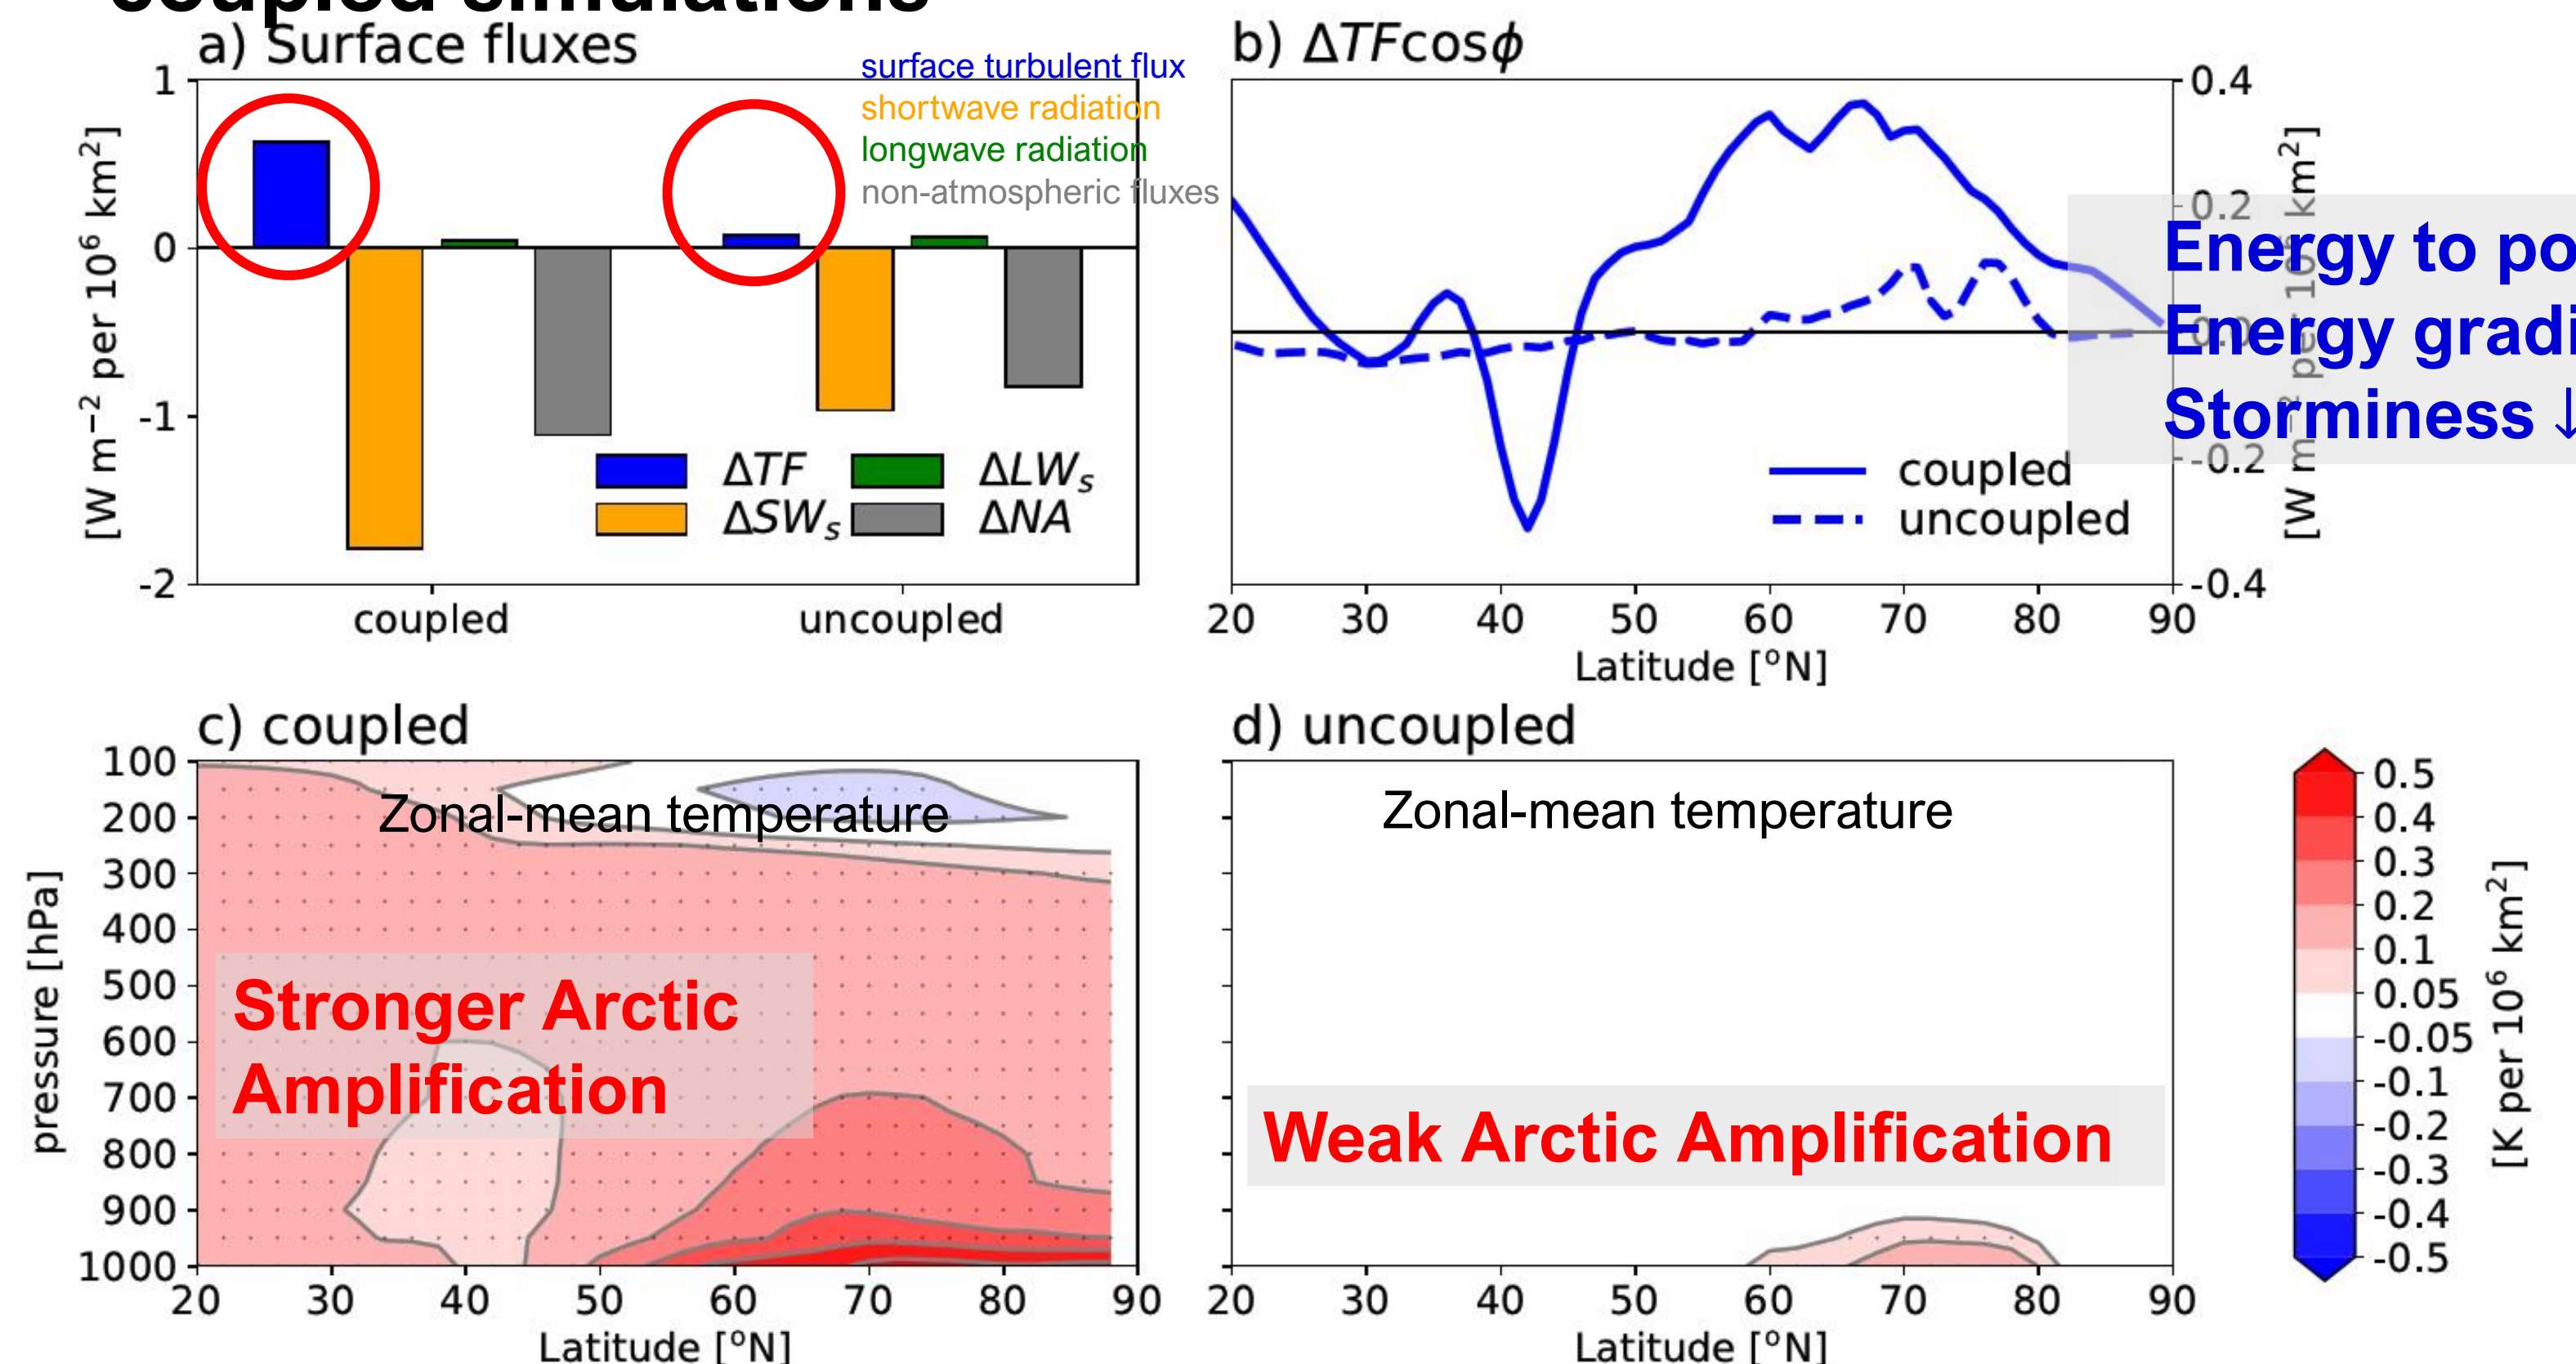 coupled simulations
a) Surface fluxes
surface turbulent flux
shortwave radiation
longwave radiation
non-atmospheric fluxes
1
0
-1
-2
[W m⁻² per 10⁶ km²]
ΔTF
ΔLWₛ
ΔSWₛ
ΔNA
coupled
uncoupled
b) ΔTFcosϕ
0.4
0.2
0.0
-0.2
-0.4
[W m⁻² per 10⁶ km²]
Energy to
Energy
Storminess ↓
coupled
uncoupled
20 30 40 50 60 70 80 90
Latitude [°N]
c) coupled
Zonal-mean temperature
100
200
300
400
500
600
700
800
900
1000
pressure [hPa]
Stronger Arctic
Amplification
20 30 40 50 60 70 80 90
Latitude [°N]
d) uncoupled
Zonal-mean temperature
Weak Arctic Amplification
20 30 40 50 60 70 80 90
Latitude [°N]
0.5
0.4
0.3
0.2
0.1
0.05
-0.05
-0.1
-0.2
-0.3
-0.4
-0.5
[K per 10⁶ km²]